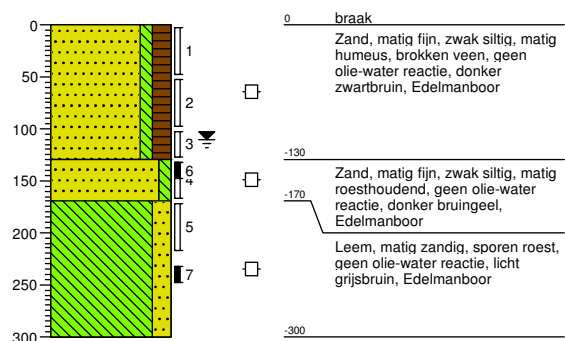 0
50
100
150
200
250
300
1
2
3
6
4
5
7
0 braak
Zand, matig fijn, zwak siltig, matig
humeus, brokken veen, geen
olie-water reactie, donker
zwartbruin, Edelmanboor
-130
Zand, matig fijn, zwak siltig, matig
roesthoudend, geen olie-water
reactie, donker bruingeel,
Edelmanboor
-170
Leem, matig zandig, sporen roest,
geen olie-water reactie, licht
grijsbruin, Edelmanboor
-300